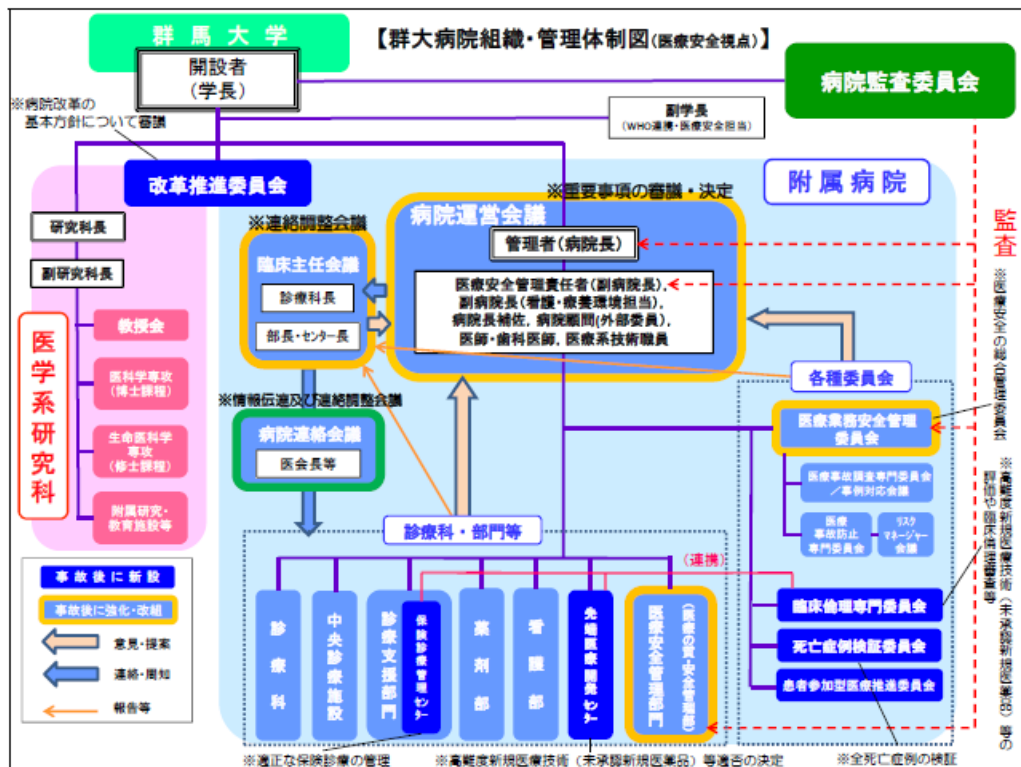 群馬大学
【群大病院組織・管理体制図(医療安全視点)】
開設者
(学長)
病院監査委員会
※病院改革の
基本方針について審議
副学長
(WHO連携・医療安全担当)
改革推進委員会
附属病院
※重要事項の審議・決定
病院運営会議
管理者(病院長)
医療安全管理責任者(副病院長),
副病院長(看護・療養環境担当),
病院長補佐, 病院顧問(外部委員),
医師・歯科医師, 医療系技術職員
※連絡調整会議
臨床主任会議
診療科長
部長・センター長
※情報伝達及び連絡調整会議
病院連絡会議
医会長等
研究科長
副研究科長
医学系研究科
教授会
医科学専攻
(博士課程)
生命医科学
専攻
(修士課程)
附属研究・
教育施設等
監査
※医療安全の総合管理委員会
各種委員会
医療業務安全管理
委員会
医療事故調査専門委員会
/事例対応会議
医療
事故防止
専門委員会
リスク
マネージャー
会議
※高難度新規医療技術(未承認新規医薬品)等の
評価や臨床倫理審査等
臨床倫理専門委員会
死亡症例検証委員会
患者参加型医療推進委員会
※全死亡症例の検証
診療科・部門等
(連携)
診療科
中央診療施設
診療支援部門
保険診療管理センター
薬剤部
看護部
先端医療開発センター
医療安全管理部門
(医療の質・安全管理部)
※適正な保険診療の管理
※高難度新規医療技術(未承認新規医薬品)等適否の決定
事故後に新設
事故後に強化・改組
意見・提案
連絡・周知
報告等